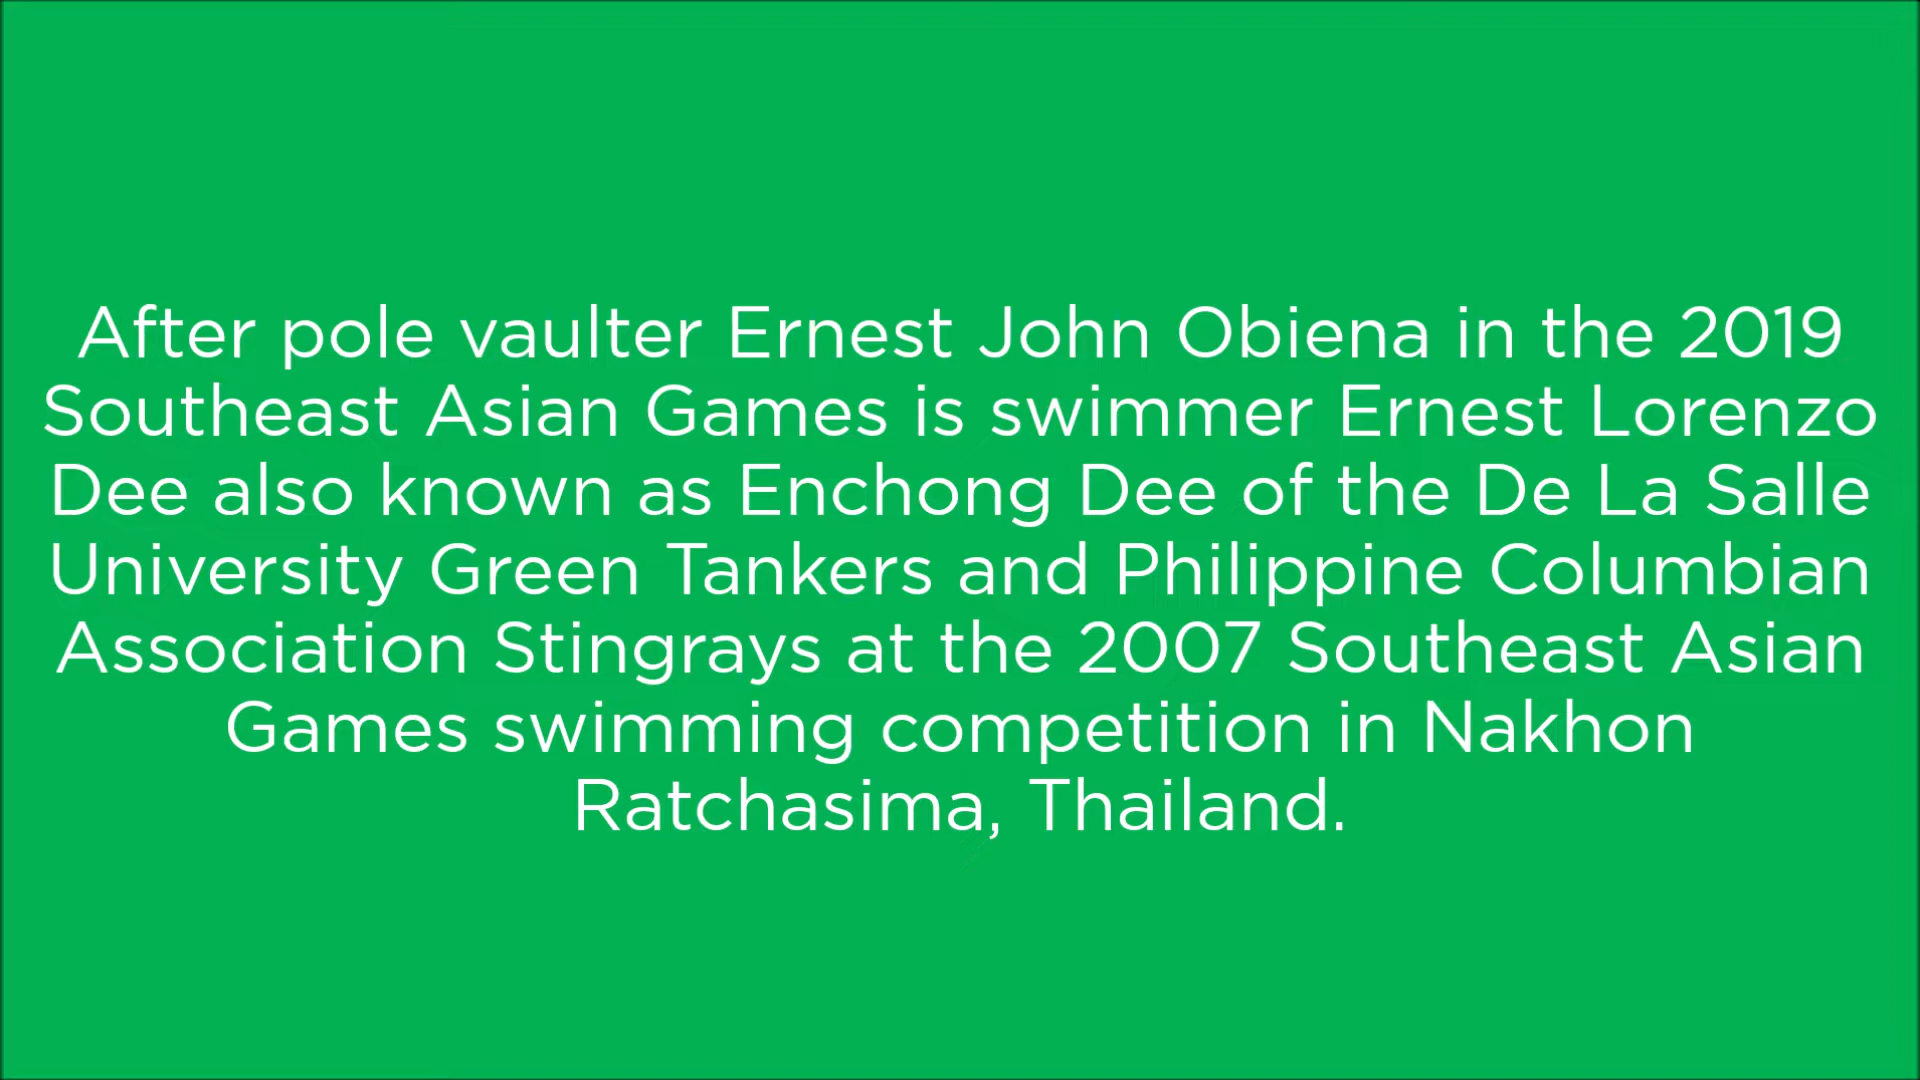 After pole vaulter Ernest John Obiena in the 2019
Southeast Asian Games is swimmer Ernest Lorenzo
Dee also known as Enchong Dee of the De La Salle
University Green Tankers and Philippine Columbian
Association Stingrays at the 2007 Southeast Asian
Games swimming competition in Nakhon
Ratchasima, Thailand.